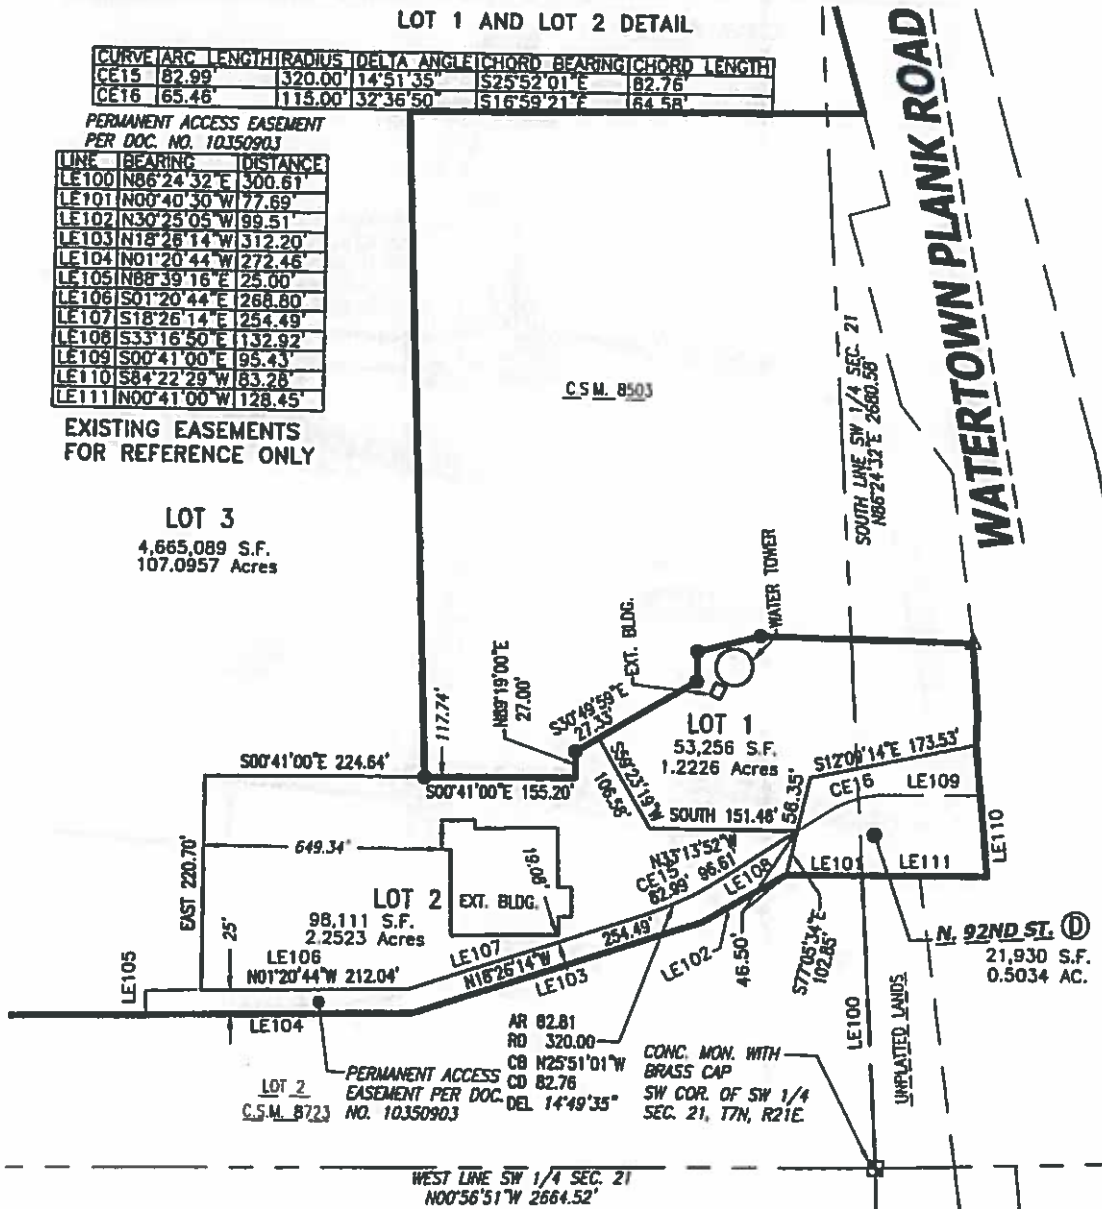 LOT 1 AND LOT 2 DETAIL
CURVE ARC LENGTH RADIUS DELTA ANGLE CHORD BEARING CHORD LENGTH
CE15 82.99' 320.00' 14°51'35" S25°52'01"E 82.76'
CE16 65.46' 115.00' 32°36'50" S16°59'21"E 64.58'
PERMANENT ACCESS EASEMENT
PER DOC. NO. 10350903
LINE BEARING DISTANCE
LE100 N86°24'32"E 300.61'
LE101 N00°40'30"W 77.69'
LE102 N30°25'05"W 99.51'
LE103 N18°26'14"W 312.20'
LE104 N01°20'44"W 272.46'
LE105 N88°39'16"E 25.00'
LE106 S01°20'44"E 268.80'
LE107 S18°26'14"E 254.49'
LE108 S33°16'50"E 132.92'
LE109 S00°41'00"E 95.43'
LE110 S84°22'29"W 83.28'
LE111 N00°41'00"W 128.45'
EXISTING EASEMENTS
FOR REFERENCE ONLY
WATERTOWN PLANK ROAD
C.S.M. 8503
SOUTH LINE SW 1/4 SEC. 21
N86°24'32"E 2680.58'
LOT 3
4,665,089 S.F.
107.0957 Acres
WATER TOWER
EXT. BLDG.
N89°19'00"E
27.00'
S30°49'59"E
27.33'
117.74'
LOT 1
53,256 S.F.
1.2226 Acres
S12°09'14"E 173.53'
S00°41'00"E 224.64'
S00°41'00"E 155.20'
S59°23'19"W
106.56'
SOUTH 151.48'
58.35'
CE16
LE109
LE110
649.34'
EAST 220.70'
19.08'
N33°13'52"W
96.61'
CE15
82.99'
LE108
LE101
LE111
LOT 2
98,111 S.F.
2.2523 Acres
EXT. BLDG.
25'
LE105
LE106
N01°20'44"W 212.04'
LE107
254.49'
N18°26'14"W
LE103
LE102
46.50'
S77°05'34"E
102.85'
N. 92ND ST. D
21,930 S.F.
0.5034 AC.
LE104
LE100
UNPLATTED LANDS
AR 82.81
RD 320.00
CB N25°51'01"W
CD 82.76
DEL 14°49'35"
PERMANENT ACCESS
EASEMENT PER DOC.
NO. 10350903
LOT 2
C.S.M. 8723
CONC. MON. WITH
BRASS CAP
SW COR. OF SW 1/4
SEC. 21, T7N, R21E
WEST LINE SW 1/4 SEC. 21
N00°56'51"W 2664.52'